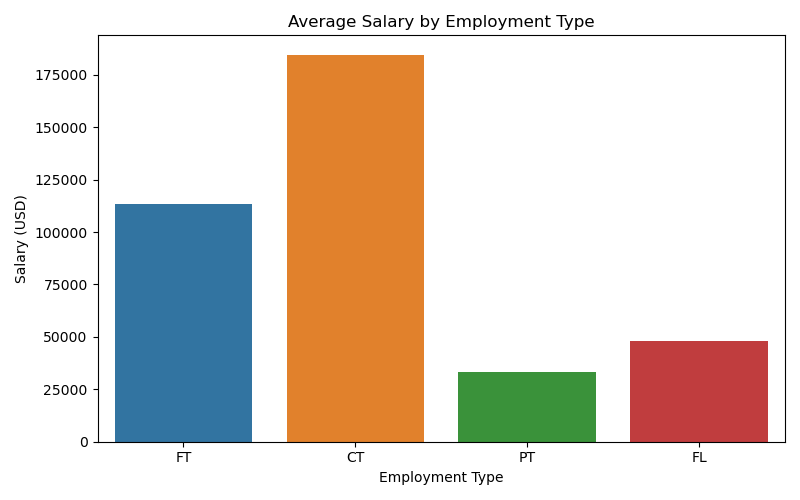 Average Salary by Employment Type
175000
150000
125000
100000
75000
50000
25000
0
Salary (USD)
FT CT PT FL
Employment Type